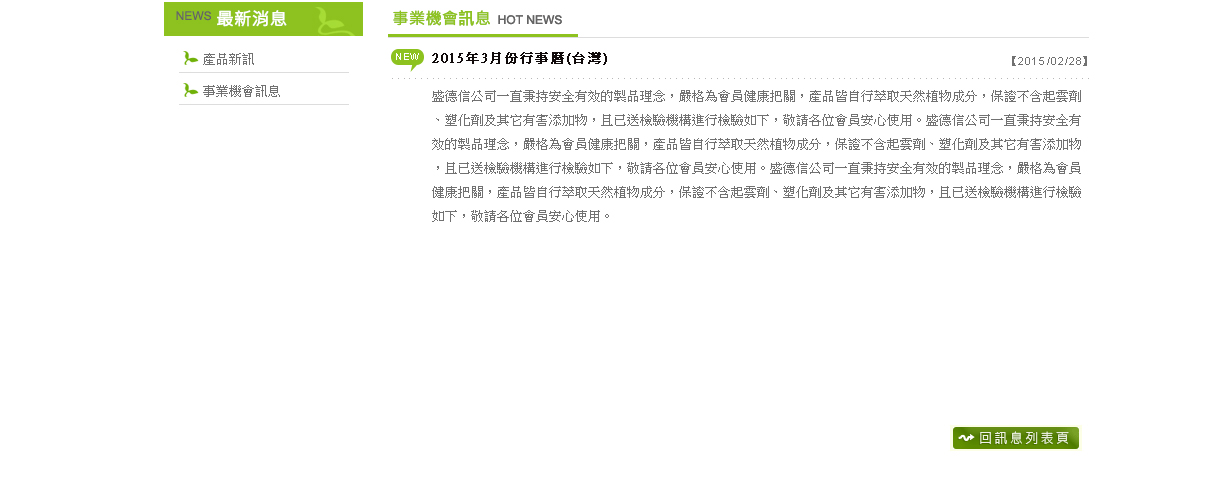 NEWS 最新消息
產品新訊
事業機會訊息
事業機會訊息 HOT NEWS
NEW 2015年3月份行事曆(台灣) 【2015/02/28】
盛德信公司一直秉持安全有效的製品理念，嚴格為會員健康把關，產品皆自行萃取天然植物成分，保證不含起雲劑
、塑化劑及其它有害添加物，且已送檢驗機構進行檢驗如下，敬請各位會員安心使用。盛德信公司一直秉持安全有
效的製品理念，嚴格為會員健康把關，產品皆自行萃取天然植物成分，保證不含起雲劑、塑化劑及其它有害添加物
，且已送檢驗機構進行檢驗如下，敬請各位會員安心使用。盛德信公司一直秉持安全有效的製品理念，嚴格為會員
健康把關，產品皆自行萃取天然植物成分，保證不含起雲劑、塑化劑及其它有害添加物，且已送檢驗機構進行檢驗
如下，敬請各位會員安心使用。
回訊息列表頁